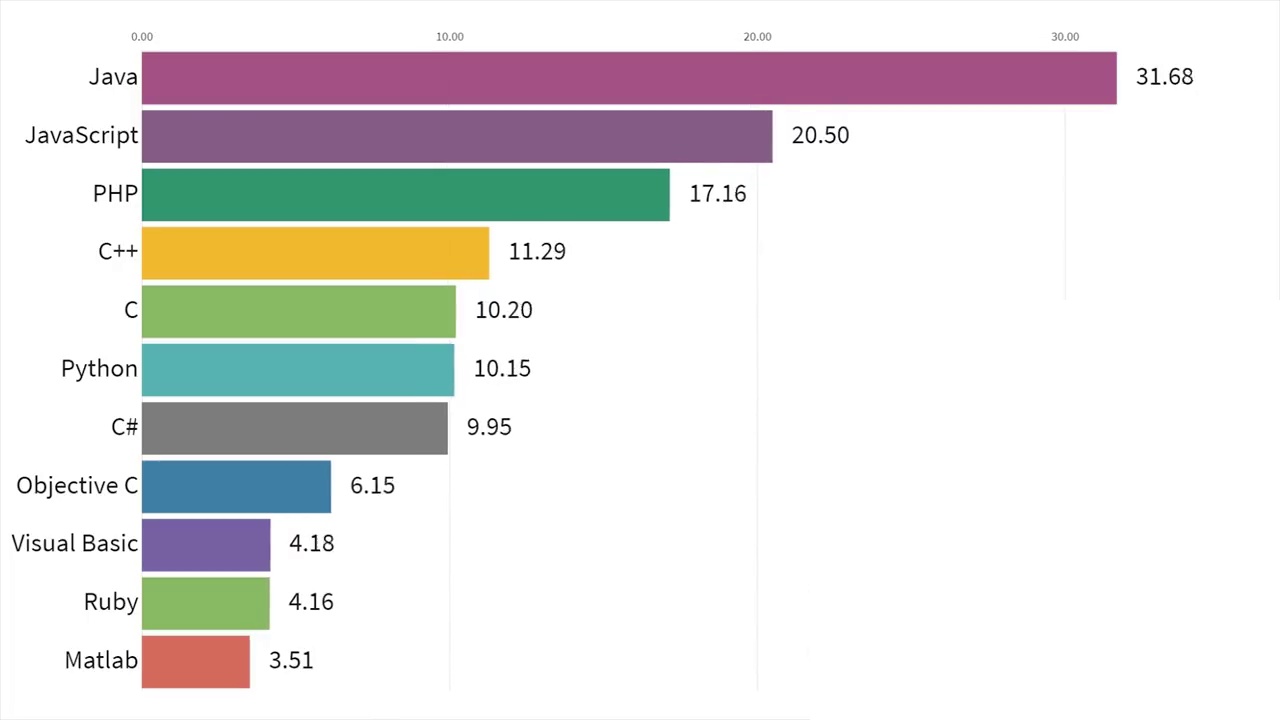 0.00 10.00 20.00 30.00
Java 31.68
JavaScript 20.50
PHP 17.16
C++ 11.29
C 10.20
Python 10.15
C# 9.95
Objective C 6.15
Visual Basic 4.18
Ruby 4.16
Matlab 3.51